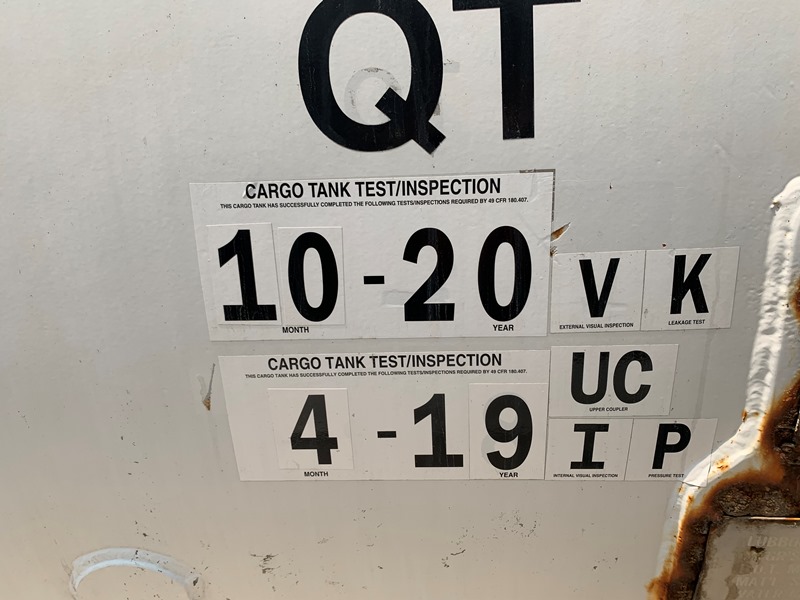 QT
CARGO TANK TEST/INSPECTION
THIS CARGO TANK HAS SUCCESSFULLY COMPLETED THE FOLLOWING TESTS/INSPECTIONS REQUIRED BY 49 CFR 180.407.
10-20 V K
MONTH YEAR EXTERNAL VISUAL INSPECTION LEAKAGE TEST
CARGO TANK TEST/INSPECTION
THIS CARGO TANK HAS SUCCESSFULLY COMPLETED THE FOLLOWING TESTS/INSPECTIONS REQUIRED BY 49 CFR 180.407.
UC
UPPER COUPLER
4-19 I P
MONTH YEAR INTERNAL VISUAL INSPECTION PRESSURE TEST